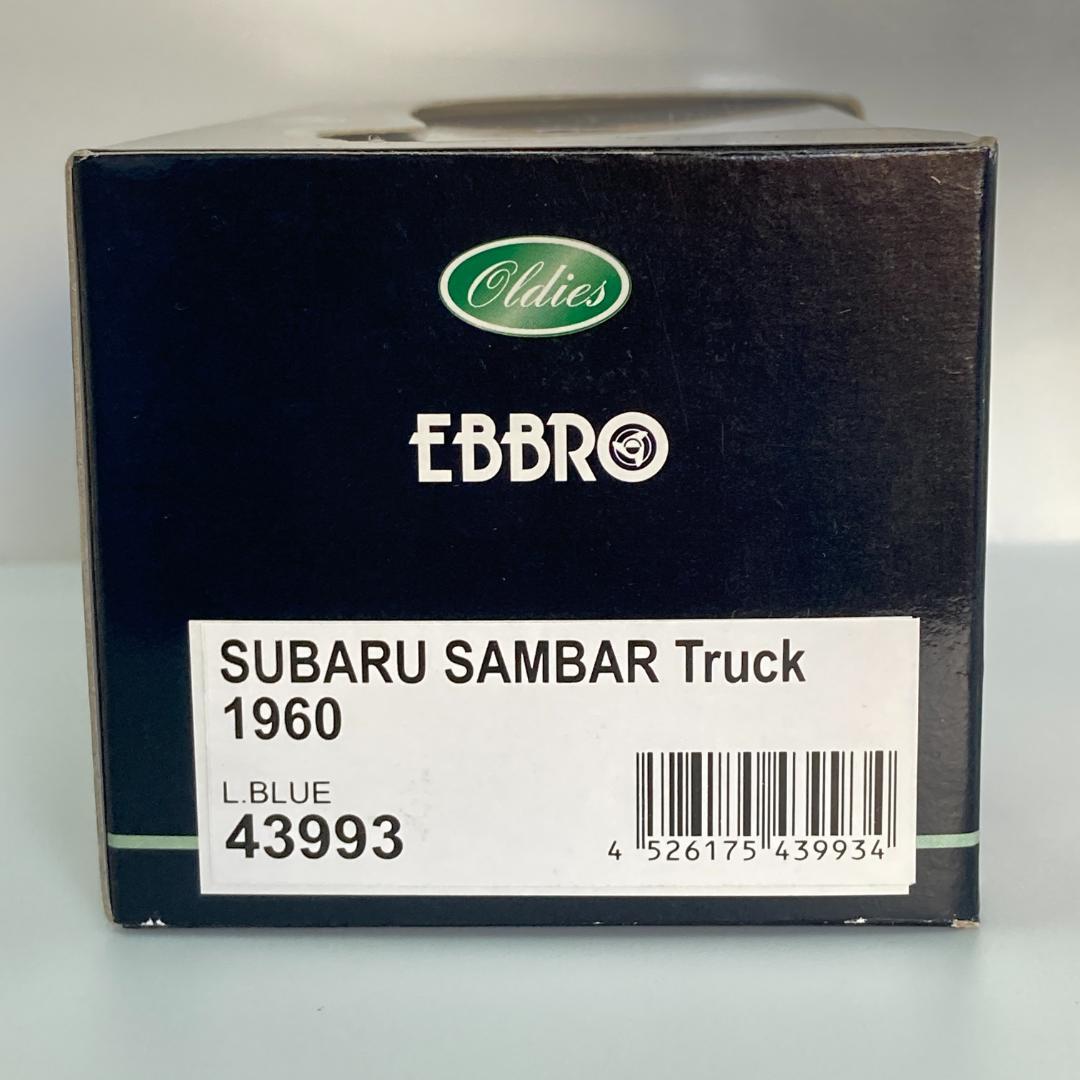 Oldies
EBBRO
SUBARU SAMBAR Truck
1960
L.BLUE
43993
4 526175 439934